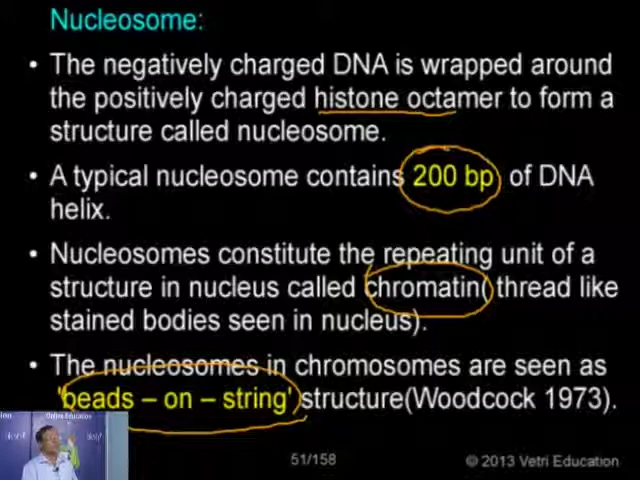 Nucleosome:
• The negatively charged DNA is wrapped around
the positively charged histone octamer to form a
structure called nucleosome.
• A typical nucleosome contains 200 bp of DNA
helix.
• Nucleosomes constitute the repeating unit of a
structure in nucleus called chromatin( thread like
stained bodies seen in nucleus).
• The nucleosomes in chromosomes are seen as
'beads – on – string' structure(Woodcock 1973).
51/158
© 2013 Vetri Education